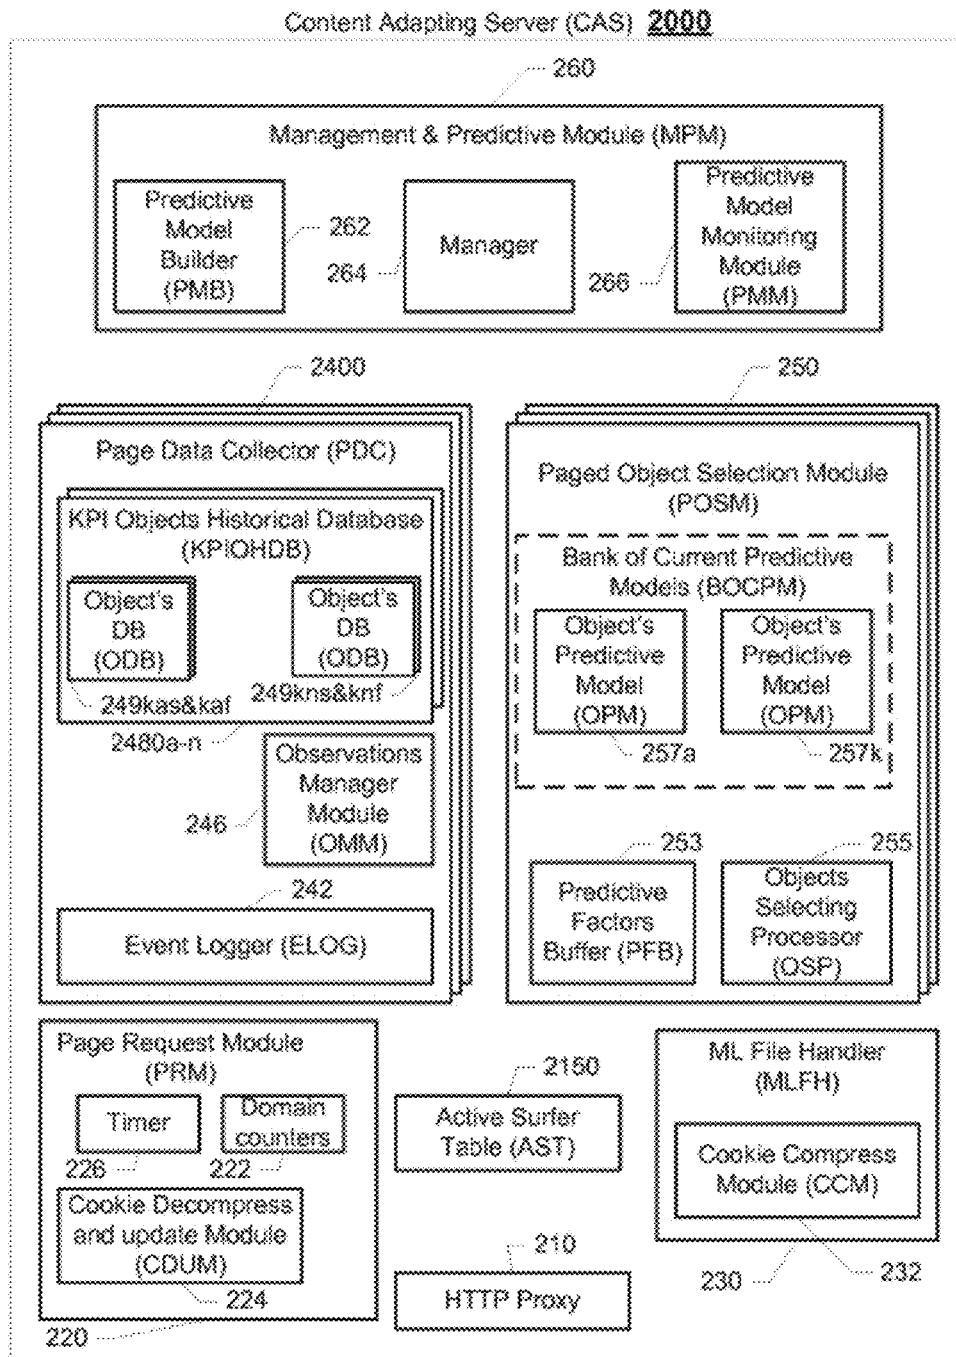 Content Adapting Server (CAS) 2000
260
Management & Predictive Module (MPM)
Predictive
Model
Builder
(PMB)
262
264
Manager
266
Predictive
Model
Monitoring
Module
(PMM)
2400
Page Data Collector (PDC)
KPI Objects Historical Database
(KPIOHDB)
Object's
DB
(ODB)
Object's
DB
(ODB)
249kas&kaf
249kns&knf
2480a-n
246
Observations
Manager
Module
(OMM)
242
Event Logger (ELOG)
250
Paged Object Selection Module
(POSM)
Bank of Current Predictive
Models (BOCPM)
Object's
Predictive
Model
(OPM)
Object's
Predictive
Model
(OPM)
257a
257k
253
Predictive
Factors
Buffer (PFB)
255
Objects
Selecting
Processor
(OSP)
Page Request Module
(PRM)
Timer
226
Domain
counters
222
Cookie Decompress
and update Module
(CDUM)
224
220
2150
Active Surfer
Table (AST)
210
HTTP Proxy
ML File Handler
(MLFH)
Cookie Compress
Module (CCM)
230
232